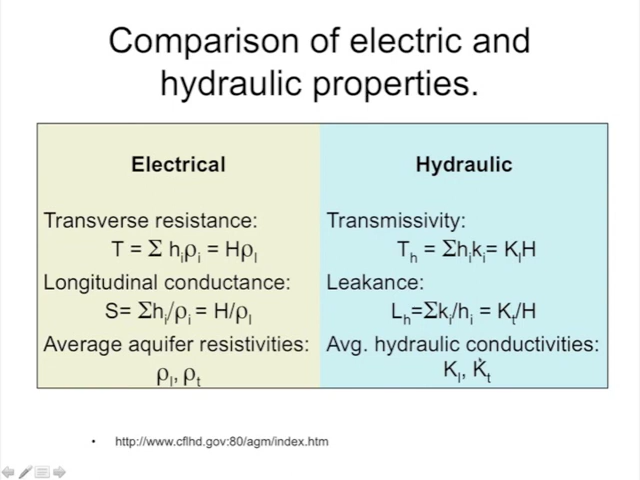 Comparison of electric and
hydraulic properties.
Electrical
Transverse resistance:
T = Σ hᵢρᵢ = Hρₗ
Longitudinal conductance:
S= Σhᵢ/ρᵢ = H/ρₗ
Average aquifer resistivities:
ρₗ, ρₜ
Hydraulic
Transmissivity:
Tₕ = Σhᵢkᵢ= KₗH
Leakance:
Lₕ=Σkᵢ/hᵢ = Kₜ/H
Avg. hydraulic conductivities:
Kₗ, Kₜ
• http://www.cflhd.gov:80/agm/index.htm